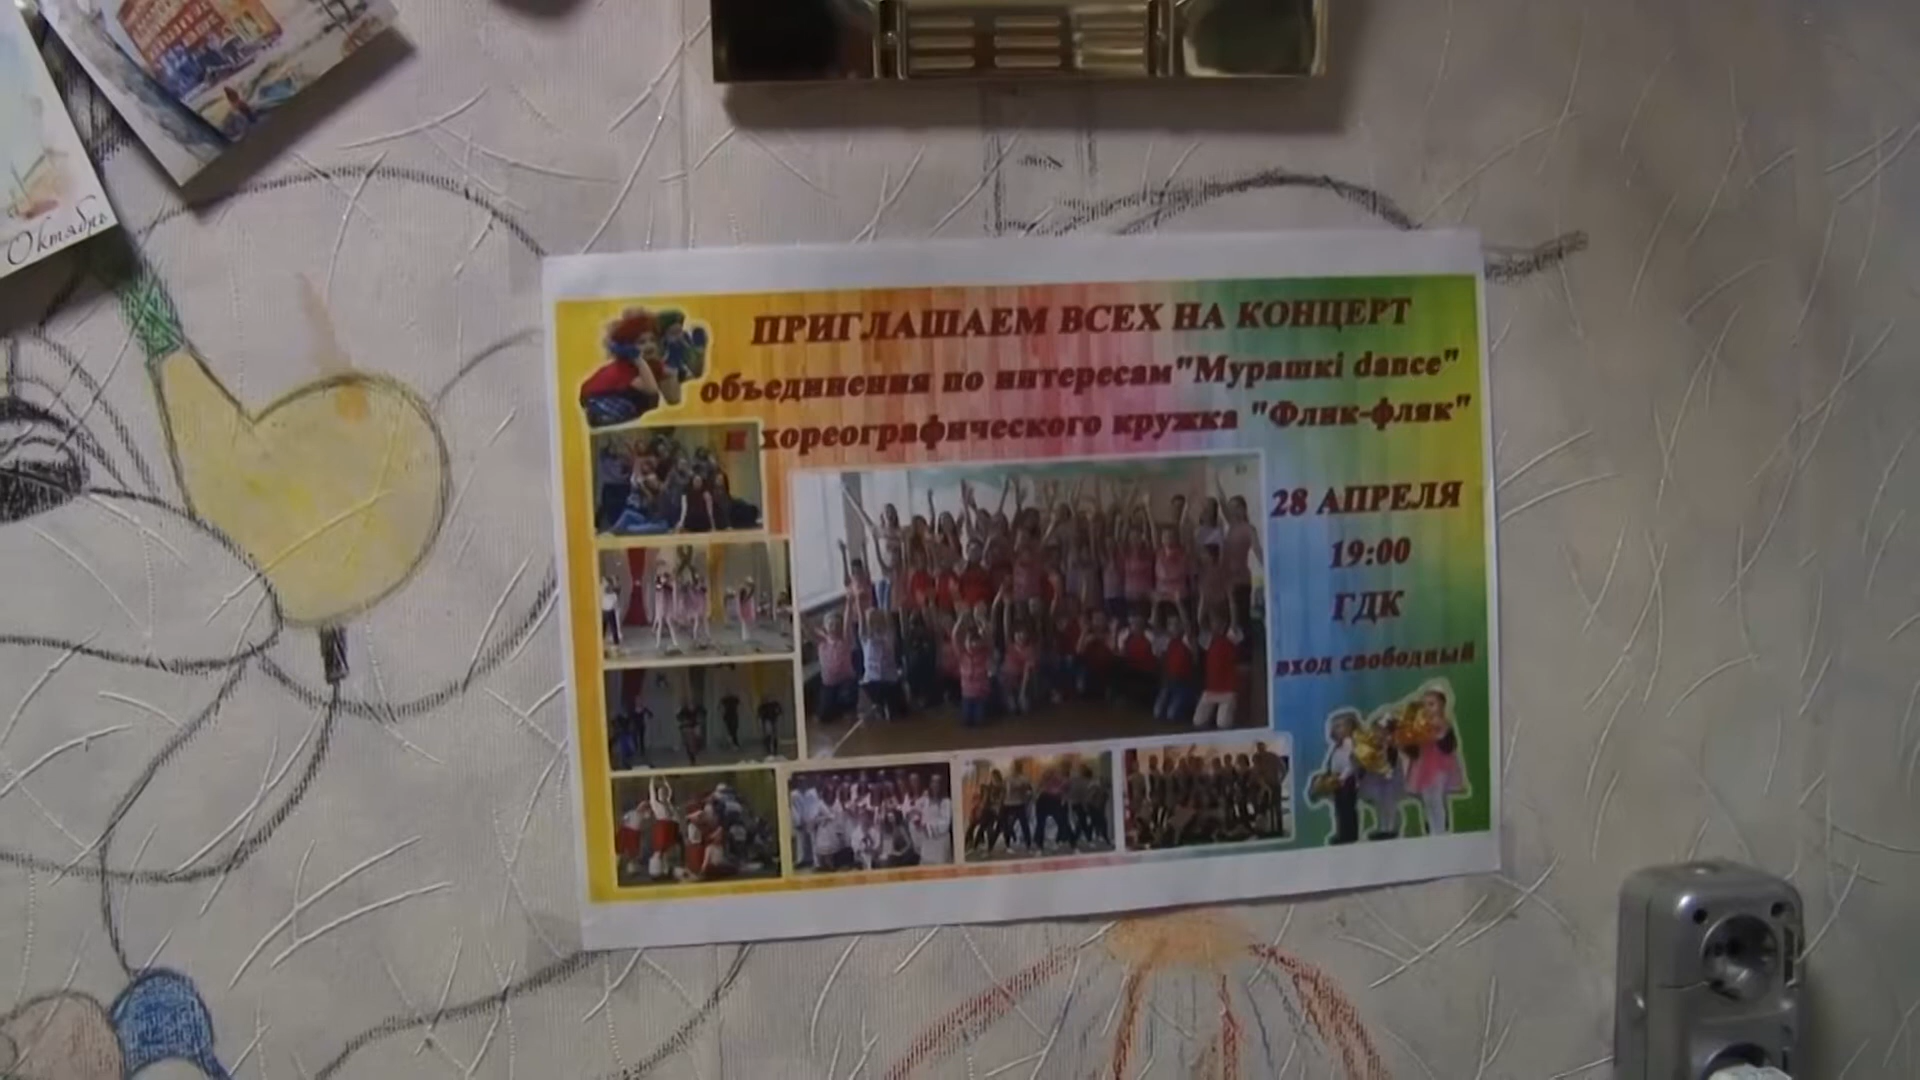 Октябрь
ПРИГЛАШАЕМ ВСЕХ НА КОНЦЕРТ
объединения по интересам "Мурашкi dance"
и хореографического кружка "Флик-фляк"
28 АПРЕЛЯ
19:00
ГДК
вход свободный